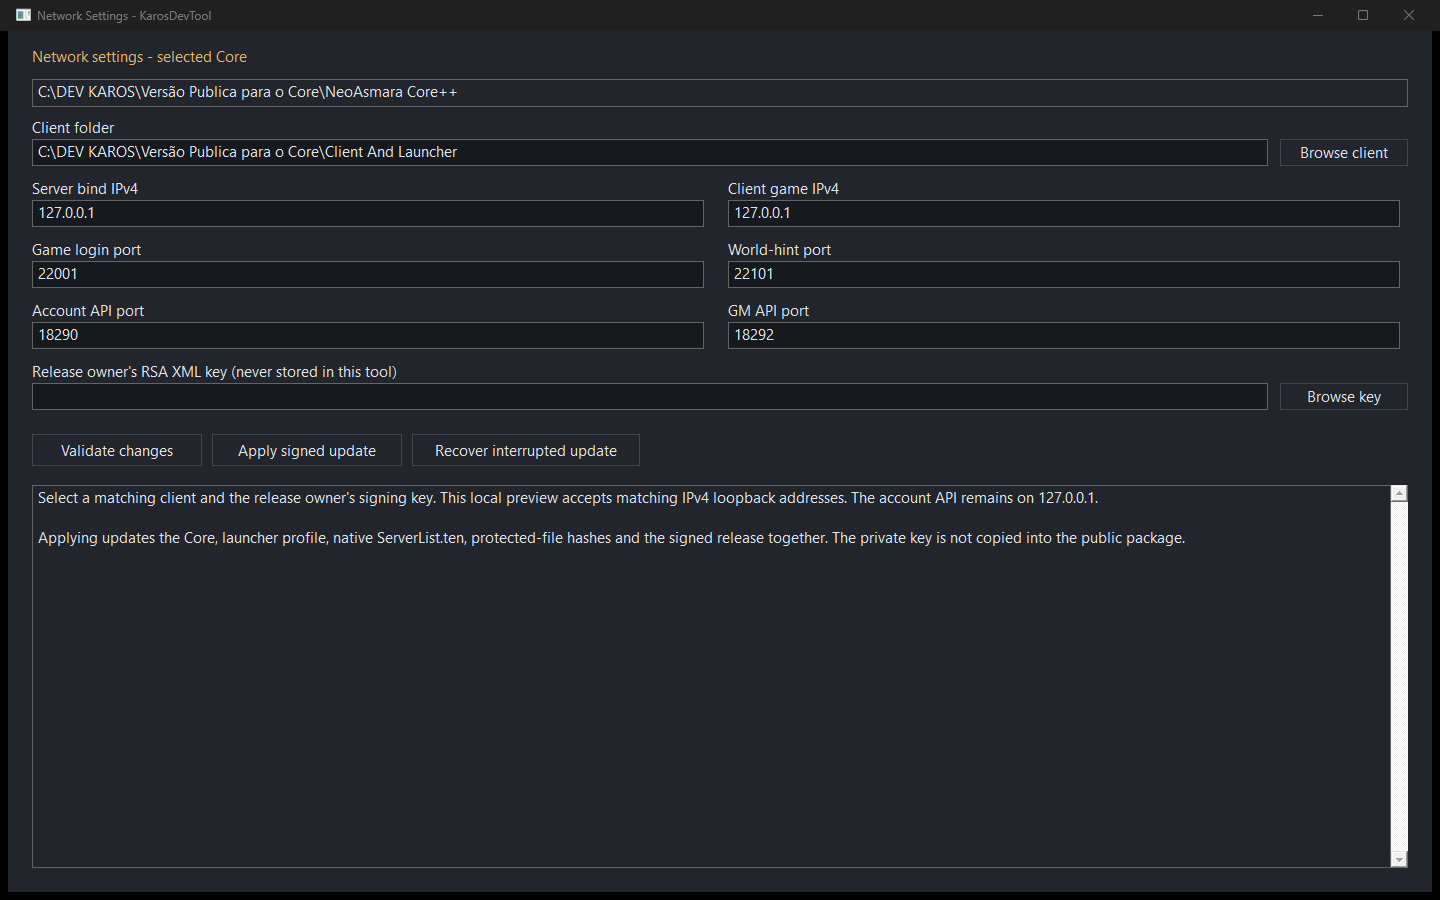 Network Settings - KarosDevTool
Network settings - selected Core
C:\DEV KAROS\Versão Publica para o Core\NeoAsmara Core++
Client folder
C:\DEV KAROS\Versão Publica para o Core\Client And Launcher
Browse client
Server bind IPv4
Client game IPv4
127.0.0.1
127.0.0.1
Game login port
World-hint port
22001
22101
Account API port
GM API port
18290
18292
Release owner's RSA XML key (never stored in this tool)
Browse key
Validate changes
Apply signed update
Recover interrupted update
Select a matching client and the release owner's signing key. This local preview accepts matching IPv4 loopback addresses. The account API remains on 127.0.0.1.
Applying updates the Core, launcher profile, native ServerList.ten, protected-file hashes and the signed release together. The private key is not copied into the public package.